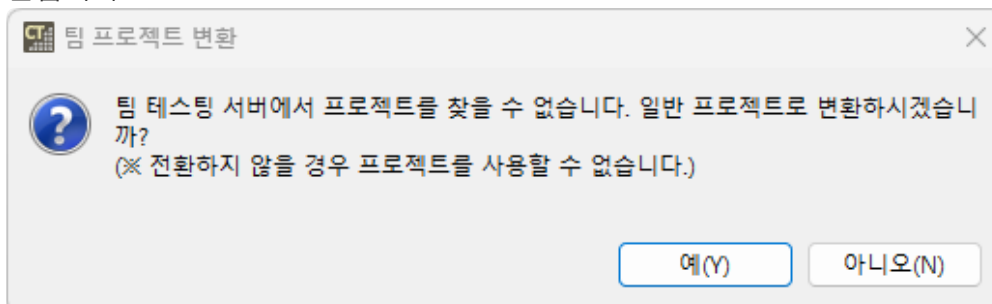 CT 팀 프로젝트 변환
팀 테스팅 서버에서 프로젝트를 찾을 수 없습니다. 일반 프로젝트로 변환하시겠습니
까?
(※ 전환하지 않을 경우 프로젝트를 사용할 수 없습니다.)
예(Y) 아니오(N)